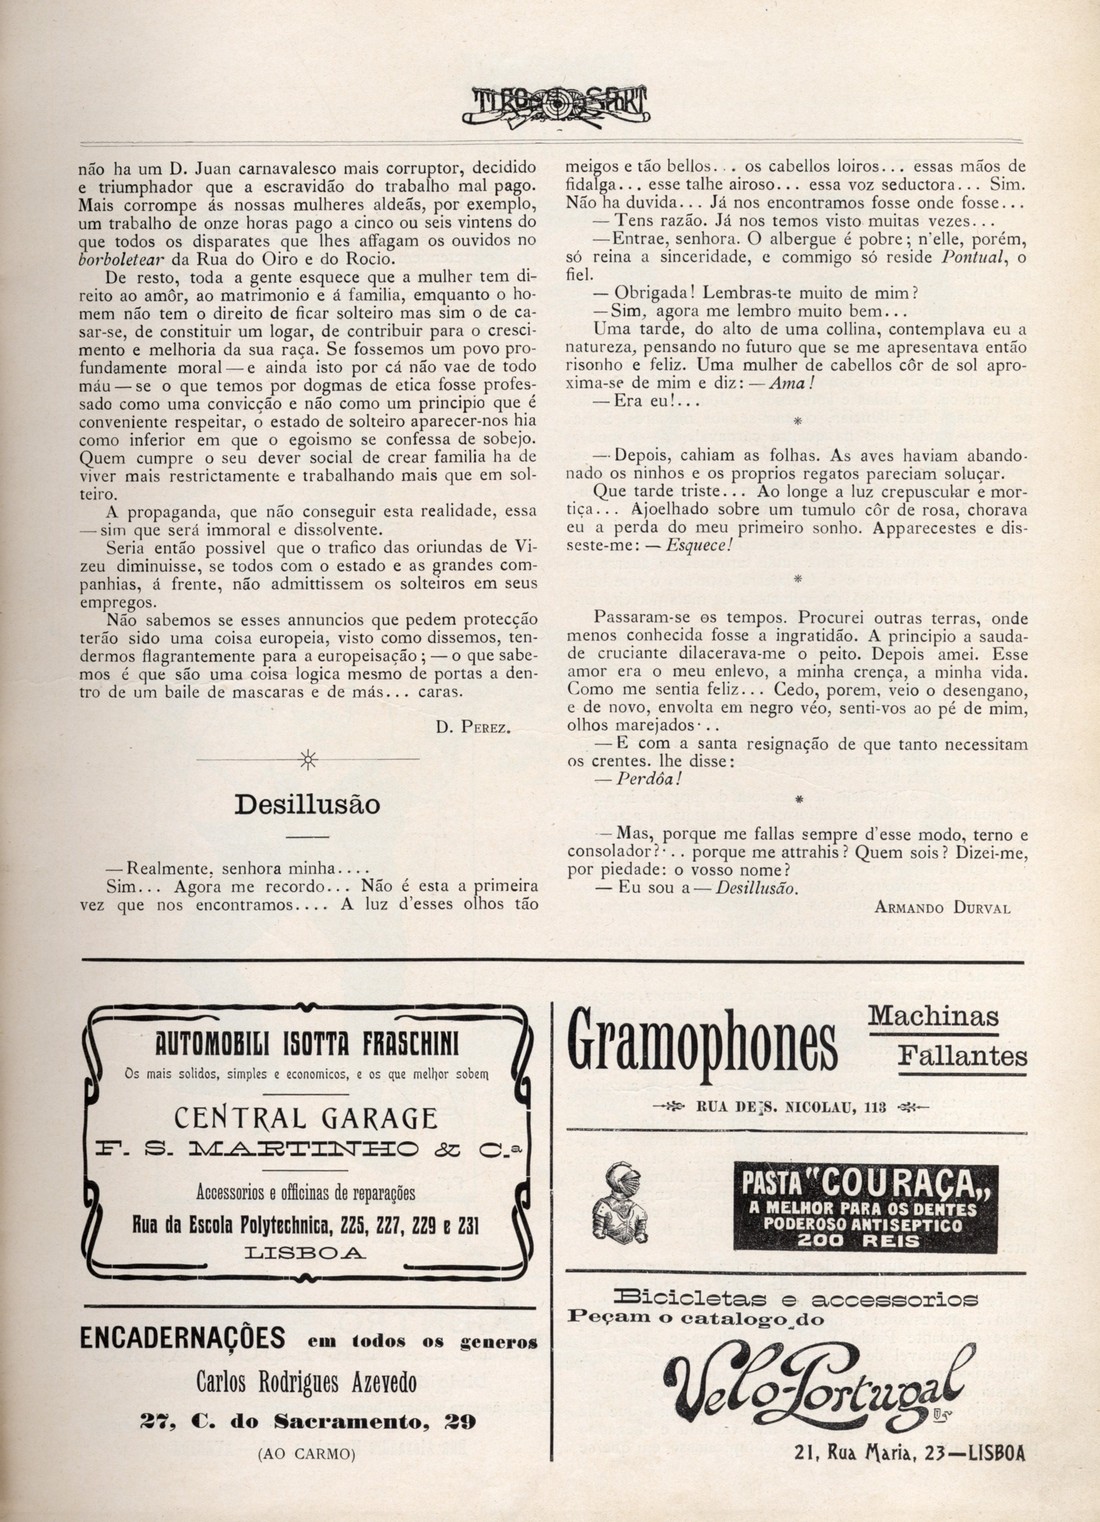 TIRO E SPORT
não ha um D. Juan carnavalesco mais corruptor, decidido
e triumphador que a escravidão do trabalho mal pago.
Mais corrompe ás nossas mulheres aldeãs, por exemplo,
um trabalho de onze horas pago a cinco ou seis vintens do
que todos os disparates que lhes affagam os ouvidos no
borboletear da Rua do Oiro e do Rocio.
De resto, toda a gente esquece que a mulher tem di-
reito ao amôr, ao matrimonio e á familia, emquanto o ho-
mem não tem o direito de ficar solteiro mas sim o de ca-
sar-se, de constituir um logar, de contribuir para o cresci-
mento e melhoria da sua raça. Se fossemos um povo pro-
fundamente moral — e ainda isto por cá não vae de todo
máu — se o que temos por dogmas de etica fosse profes-
sado como uma convicção e não como um principio que é
conveniente respeitar, o estado de solteiro aparecer-nos hia
como inferior em que o egoismo se confessa de sobejo.
Quem cumpre o seu dever social de crear familia ha de
viver mais restrictamente e trabalhando mais que em sol-
teiro.
A propaganda, que não conseguir esta realidade, essa
— sim que será immoral e dissolvente.
Seria então possivel que o trafico das oriundas de Vi-
zeu diminuisse, se todos com o estado e as grandes com-
panhias, á frente, não admittissem os solteiros em seus
empregos.
Não sabemos se esses annuncios que pedem protecção
terão sido uma coisa europeia, visto como dissemos, ten-
dermos flagrantemente para a europeisação ; — o que sabe-
mos é que são uma coisa logica mesmo de portas a den-
tro de um baile de mascaras e de más... caras.
D. PEREZ.
Desillusão
— Realmente, senhora minha....
Sim... Agora me recordo... Não é esta a primeira
vez que nos encontramos.... A luz d'esses olhos tão
meigos e tão bellos... os cabellos loiros... essas mãos de
fidalga... esse talhe airoso... essa voz seductora... Sim.
Não ha duvida... Já nos encontramos fosse onde fosse...
— Tens razão. Já nos temos visto muitas vezes...
— Entrae, senhora. O albergue é pobre ; n'elle, porém,
só reina a sinceridade, e commigo só reside Pontual, o
fiel.
— Obrigada ! Lembras-te muito de mim ?
— Sim, agora me lembro muito bem...
Uma tarde, do alto de uma collina, contemplava eu a
natureza, pensando no futuro que se me apresentava então
risonho e feliz. Uma mulher de cabellos côr de sol apro-
xima-se de mim e diz : — Ama !
— Era eu !...
*
— Depois, cahiam as folhas. As aves haviam abando-
nado os ninhos e os proprios regatos pareciam soluçar.
Que tarde triste... Ao longe a luz crepuscular e mor-
tiça... Ajoelhado sobre um tumulo côr de rosa, chorava
eu a perda do meu primeiro sonho. Apparecestes e dis-
seste-me : — Esquece !
*
Passaram-se os tempos. Procurei outras terras, onde
menos conhecida fosse a ingratidão. A principio a sauda-
de cruciante dilacerava-me o peito. Depois amei. Esse
amor era o meu enlevo, a minha crença, a minha vida.
Como me sentia feliz... Cedo, porem, veio o desengano,
e de novo, envolta em negro véo, senti-vos ao pé de mim,
olhos marejados...
— E com a santa resignação de que tanto necessitam
os crentes. lhe disse :
— Perdôa !
*
— Mas, porque me fallas sempre d'esse modo, terno e
consolador ?... porque me attrahis ? Quem sois ? Dizei-me,
por piedade: o vosso nome ?
— Eu sou a — Desillusão.
ARMANDO DURVAL
AUTOMOBILI ISOTTA FRASCHINI
Os mais solidos, simples e economicos, e os que melhor sobem
CENTRAL GARAGE
F. S. MARTINHO & C.ª
Accessorios e officinas de reparações
Rua da Escola Polytechnica, 225, 227, 229 e 231
LISBOA
ENCADERNAÇÕES em todos os generos
Carlos Rodrigues Azevedo
27, C. do Sacramento, 29
(AO CARMO)
Gramophones
Machinas
Fallantes
RUA DE S. NICOLAU, 113
PASTA "COURAÇA„
A MELHOR PARA OS DENTES
PODEROSO ANTISEPTICO
200 REIS
Bicicletas e accessorios
Peçam o catalogo do
Velo-Portugal
21, Rua Maria, 23—LISBOA